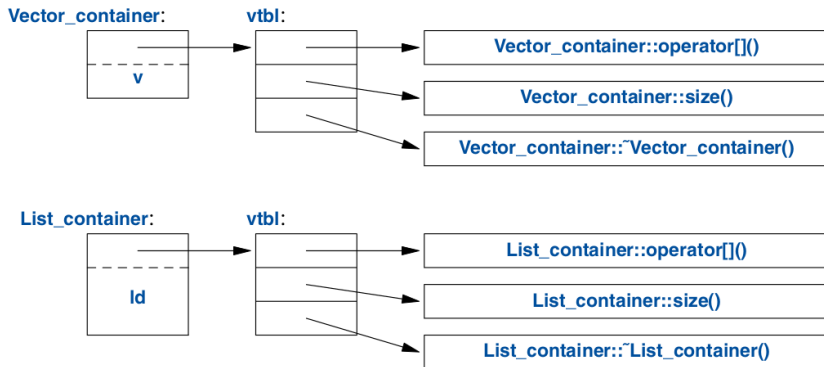 Vector_container: vtbl:
Vector_container::operator[]()
v
Vector_container::size()
Vector_container::˜Vector_container()
List_container: vtbl:
List_container::operator[]()
ld
List_container::size()
List_container::˜List_container()